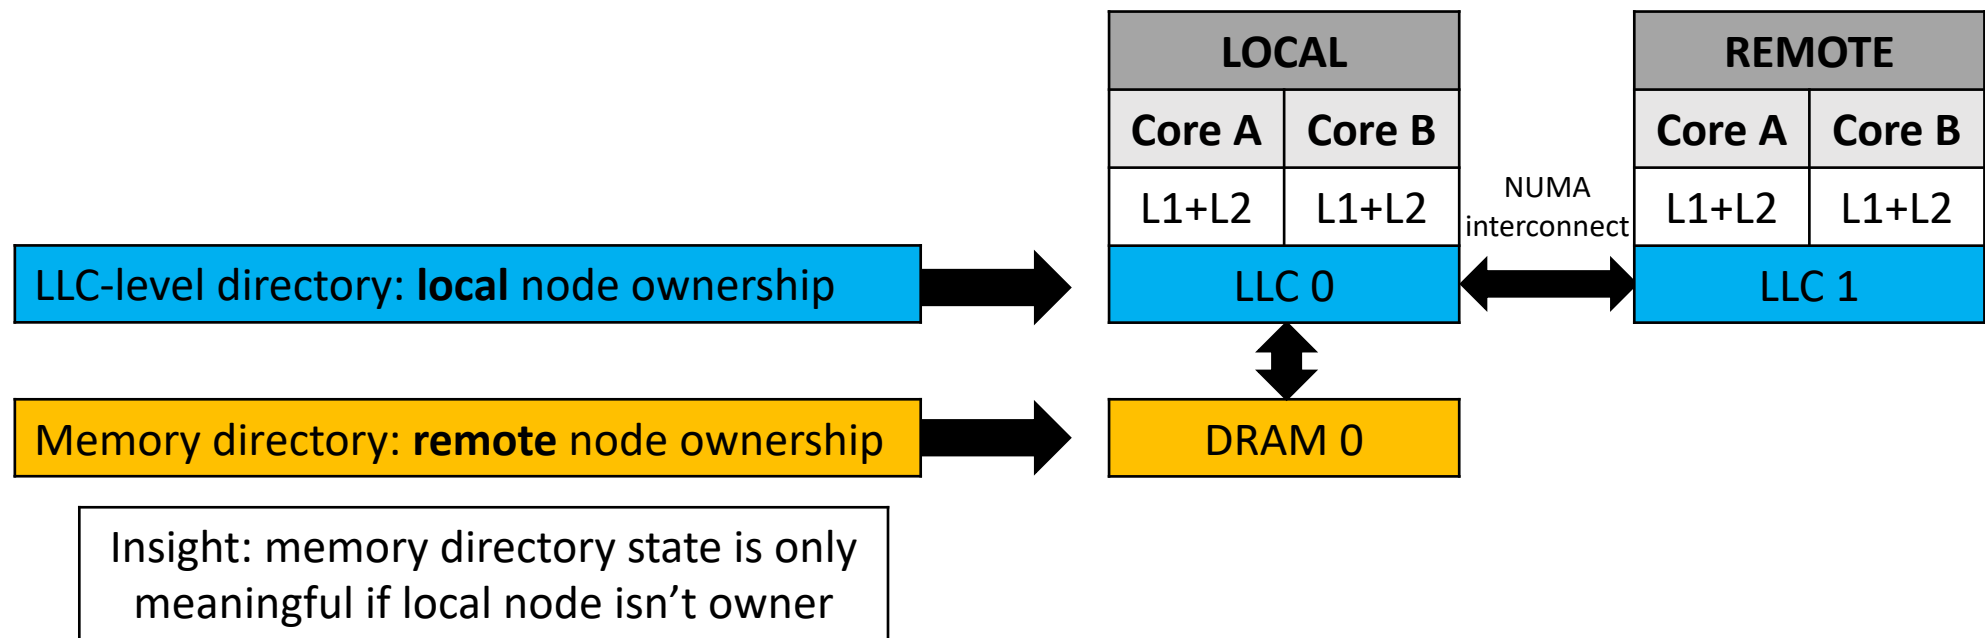 LOCAL
REMOTE
Core A
Core B
Core A
Core B
L1+L2
L1+L2
NUMA
interconnect
L1+L2
L1+L2
LLC-level directory: local node ownership
LLC 0
LLC 1
Memory directory: remote node ownership
DRAM 0
Insight: memory directory state is only
meaningful if local node isn’t owner